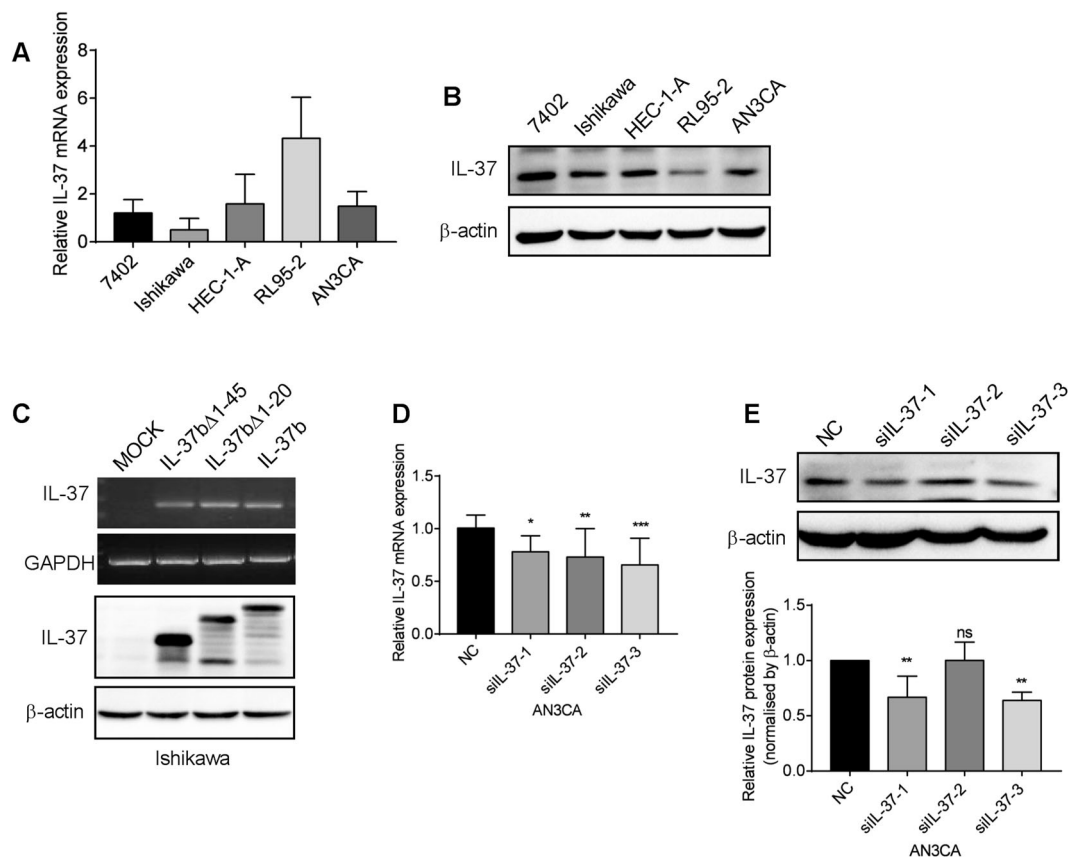 A
Relative IL-37 mRNA expression
8
6
4
2
0
7402
Ishikawa
HEC-1-A
RL95-2
AN3CA
B
7402
Ishikawa
HEC-1-A
RL95-2
AN3CA
IL-37
β-actin
C
MOCK
IL-37bΔ1-45
IL-37bΔ1-20
IL-37b
IL-37
GAPDH
IL-37
β-actin
Ishikawa
D
Relative IL-37 mRNA expression
1.5
1.0
0.5
0.0
*
**
***
NC
siIL-37-1
siIL-37-2
siIL-37-3
AN3CA
E
NC
siIL-37-1
siIL-37-2
siIL-37-3
IL-37
β-actin
Relative IL-37 protein expression
(normalised by β-actin)
1.5
1.0
0.5
0.0
**
ns
**
NC
siIL-37-1
siIL-37-2
siIL-37-3
AN3CA